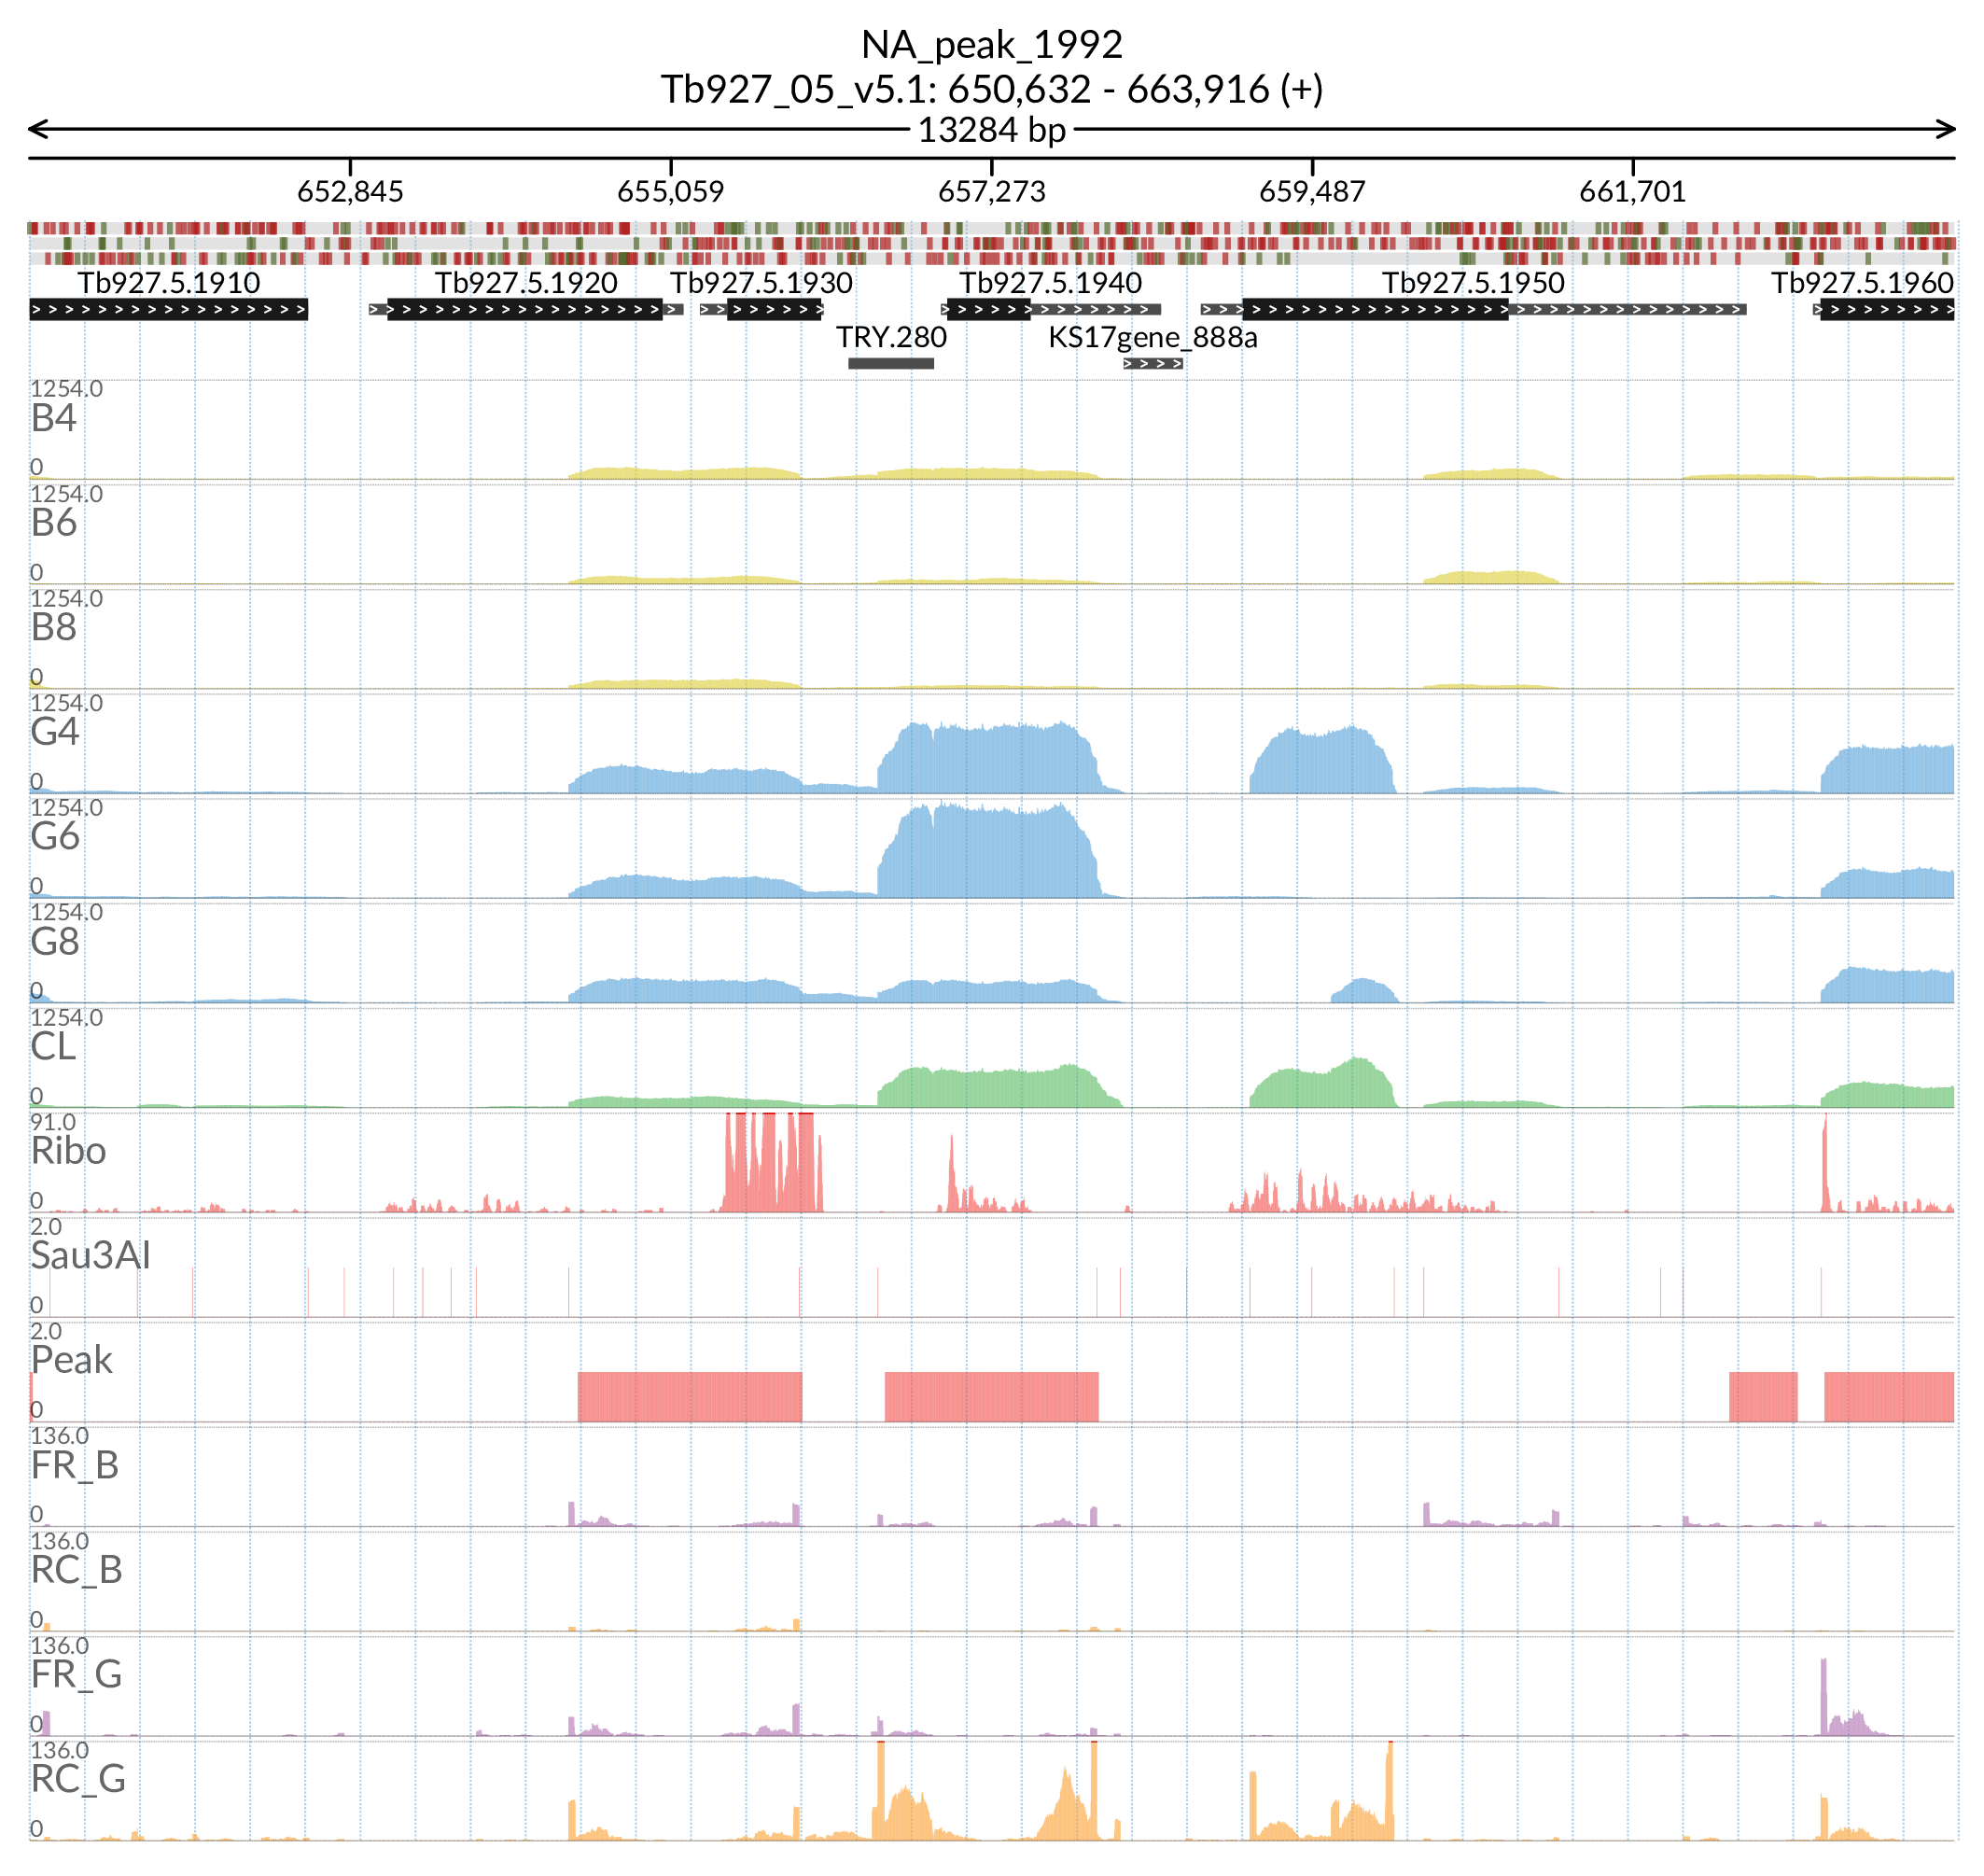 NA_peak_1992
Tb927_05_v5.1: 650,632 - 663,916 (+)
13284 bp
652,845 655,059 657,273 659,487 661,701
Tb927.5.1910 Tb927.5.1920 Tb927.5.1930 Tb927.5.1940 Tb927.5.1950 Tb927.5.1960
TRY.280 KS17gene_888a
1254.0
B4
0
1254.0
B6
0
1254.0
B8
0
1254.0
G4
0
1254.0
G6
0
1254.0
G8
0
1254.0
CL
0
91.0
Ribo
0
2.0
Sau3AI
0
2.0
Peak
0
136.0
FR_B
0
136.0
RC_B
0
136.0
FR_G
0
136.0
RC_G
0